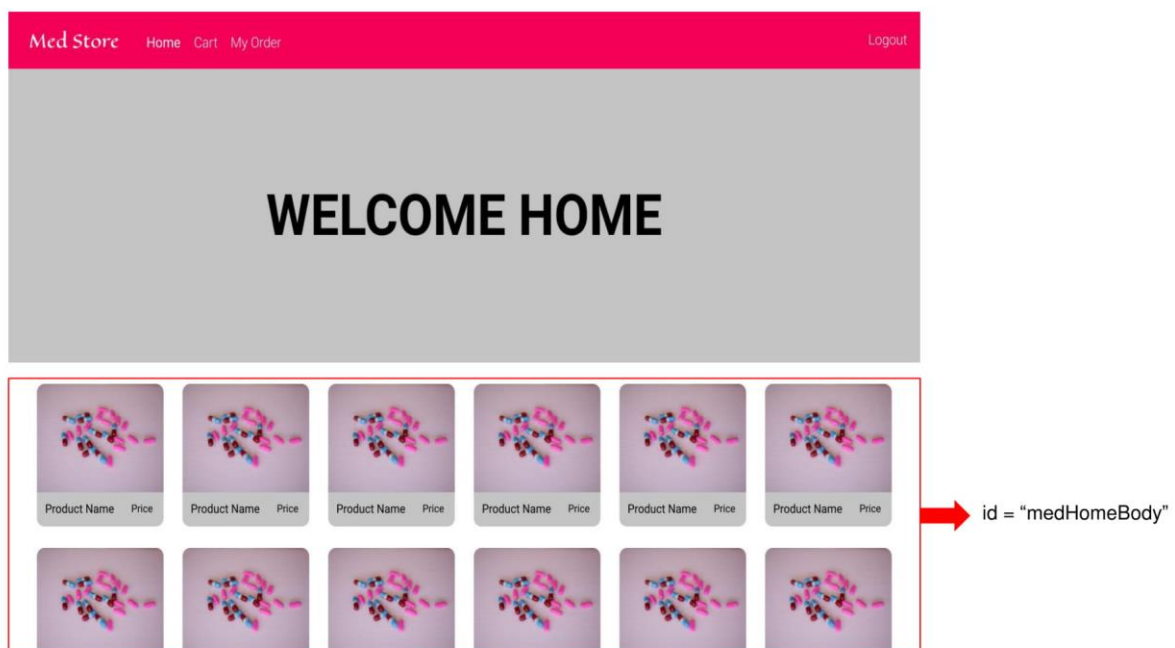 Med Store Home Cart My Order Logout
WELCOME HOME
Product Name Price Product Name Price Product Name Price Product Name Price Product Name Price Product Name Price
id = “medHomeBody”